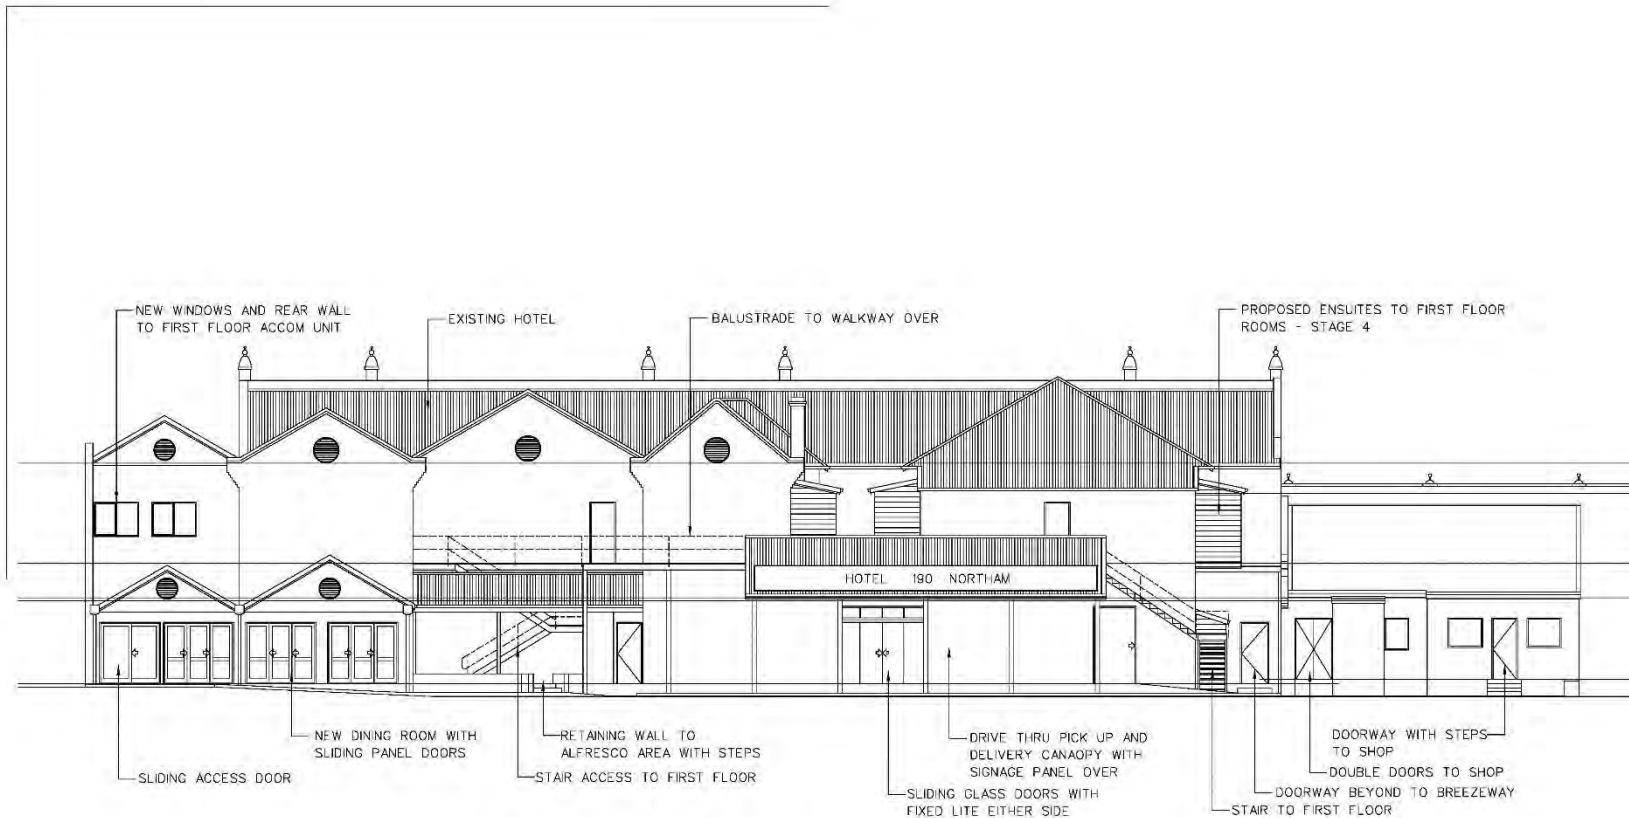 NEW WINDOWS AND REAR WALL
TO FIRST FLOOR ACCOM UNIT
EXISTING HOTEL
BALUSTRADE TO WALKWAY OVER
PROPOSED ENSUITES TO FIRST FLOOR
ROOMS - STAGE 4
HOTEL 190 NORTHAM
SLIDING ACCESS DOOR
NEW DINING ROOM WITH
SLIDING PANEL DOORS
RETAINING WALL TO
ALFRESCO AREA WITH STEPS
STAIR ACCESS TO FIRST FLOOR
SLIDING GLASS DOORS WITH
FIXED LITE EITHER SIDE
DRIVE THRU PICK UP AND
DELIVERY CANAOPY WITH
SIGNAGE PANEL OVER
DOORWAY WITH STEPS
TO SHOP
DOUBLE DOORS TO SHOP
DOORWAY BEYOND TO BREEZEWAY
STAIR TO FIRST FLOOR